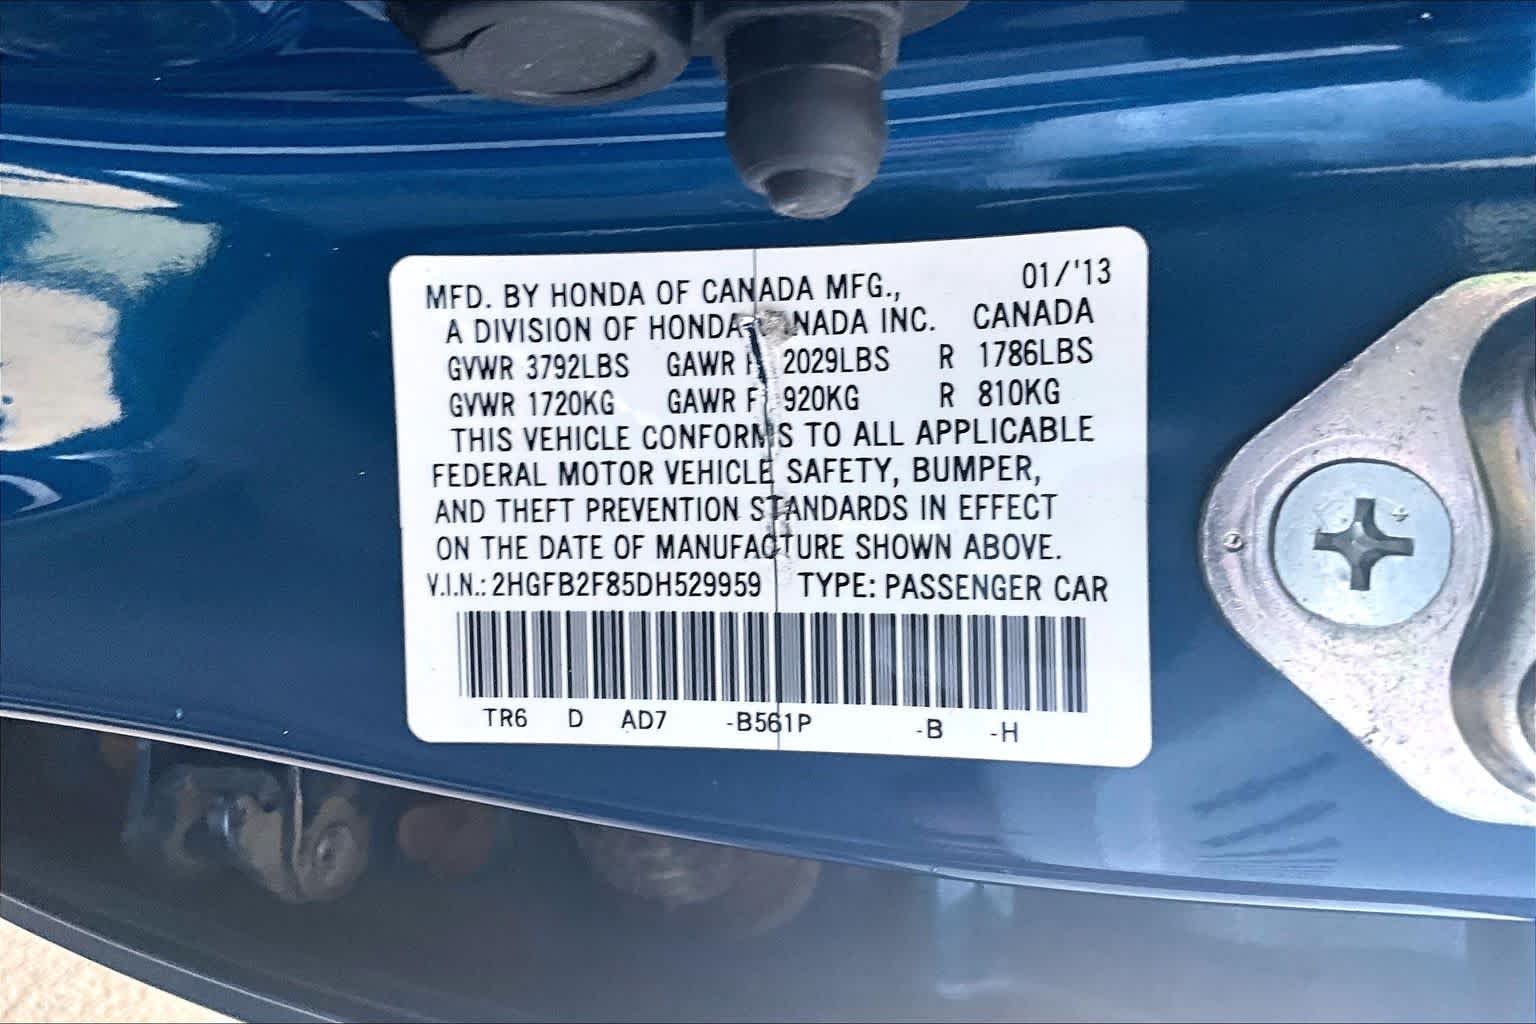 MFD. BY HONDA OF CANADA MFG., 01/'13
A DIVISION OF HONDA CANADA INC. CANADA
GVWR 3792LBS GAWR F 2029LBS R 1786LBS
GVWR 1720KG GAWR F 920KG R 810KG
THIS VEHICLE CONFORMS TO ALL APPLICABLE
FEDERAL MOTOR VEHICLE SAFETY, BUMPER,
AND THEFT PREVENTION STANDARDS IN EFFECT
ON THE DATE OF MANUFACTURE SHOWN ABOVE.
V.I.N.: 2HGFB2F85DH529959 TYPE: PASSENGER CAR
TR6 D AD7 -B561P -B -H